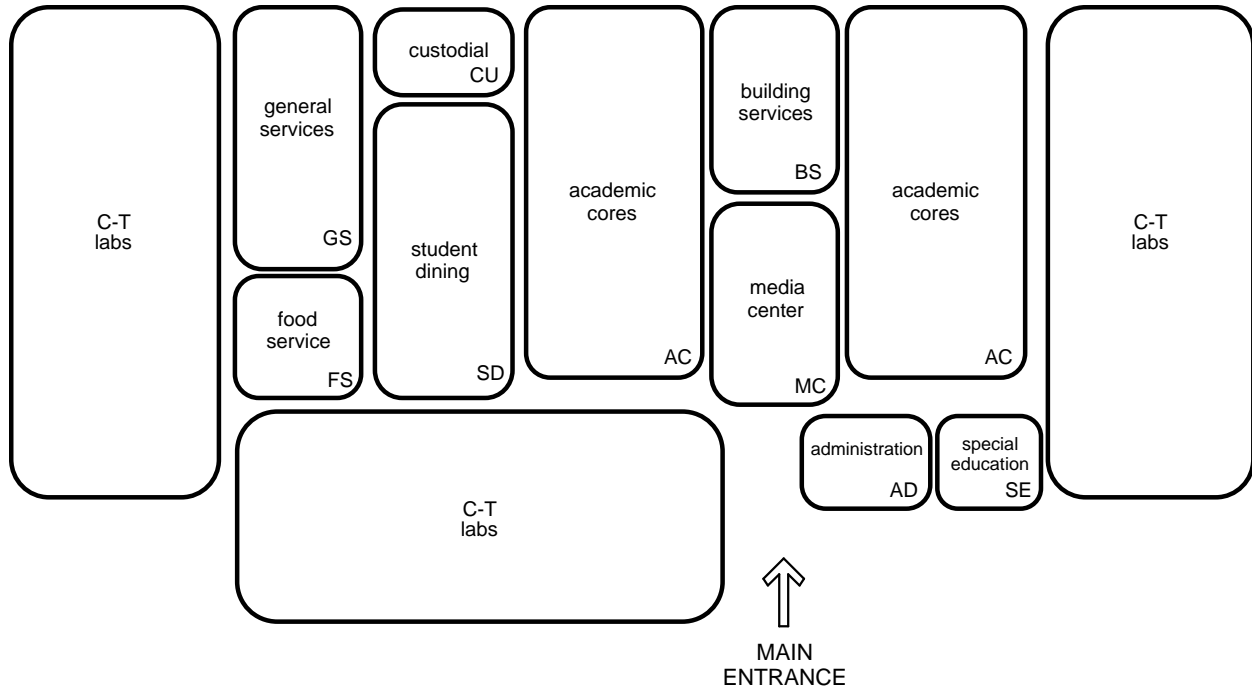 C-T
labs
general
services
GS
food
service
FS
custodial
CU
student
dining
SD
academic
cores
AC
building
services
BS
media
center
MC
academic
cores
AC
C-T
labs
C-T
labs
administration
AD
special
education
SE
MAIN
ENTRANCE